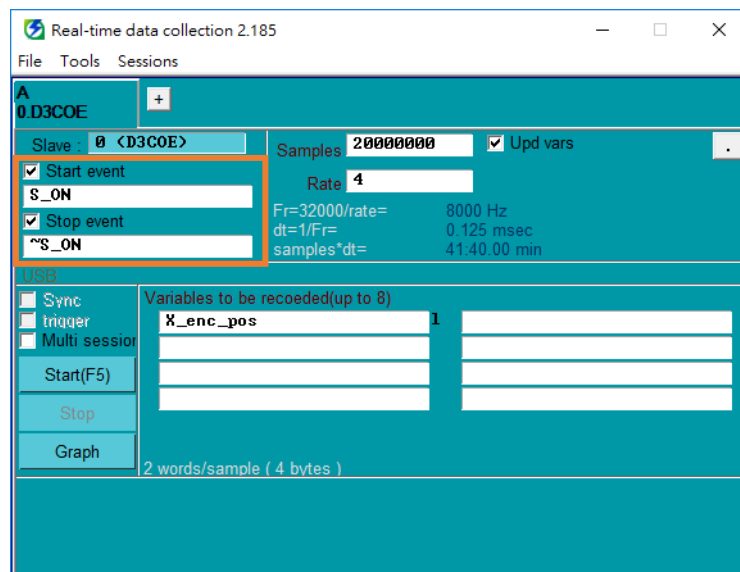 Real-time data collection 2.185
File Tools Sessions
A
0.D3COE
+
Slave : 0 <D3COE>
Start event
S_ON
Stop event
~S_ON
Samples 20000000
Upd vars
.
Rate 4
Fr=32000/rate= 8000 Hz
dt=1/Fr= 0.125 msec
samples*dt= 41:40.00 min
USB
Sync
trigger
Multi session
Start(F5)
Stop
Graph
Variables to be recoeded(up to 8)
X_enc_pos 1
2 words/sample ( 4 bytes )